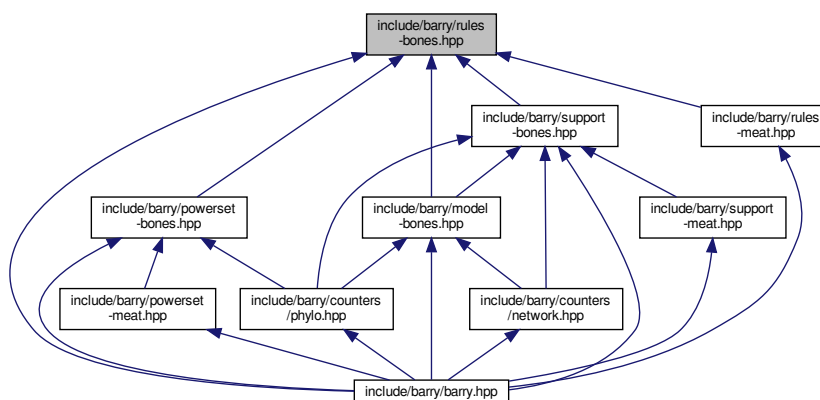 include/barry/rules
-bones.hpp
include/barry/support
-bones.hpp
include/barry/rules
-meat.hpp
include/barry/powerset
-bones.hpp
include/barry/model
-bones.hpp
include/barry/support
-meat.hpp
include/barry/powerset
-meat.hpp
include/barry/counters
/phylo.hpp
include/barry/counters
/network.hpp
include/barry/barry.hpp